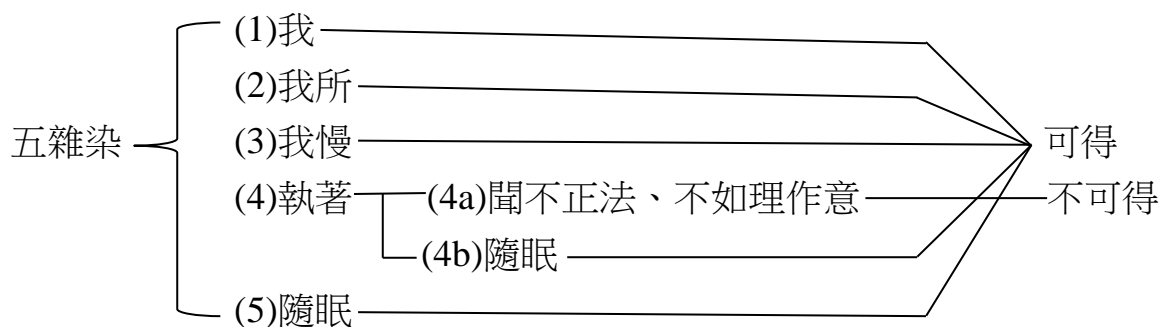 (1)我
(2)我所
五雜染 (3)我慢 可得
(4)執著 (4a)聞不正法、不如理作意 不可得
(4b)隨眠
(5)隨眠